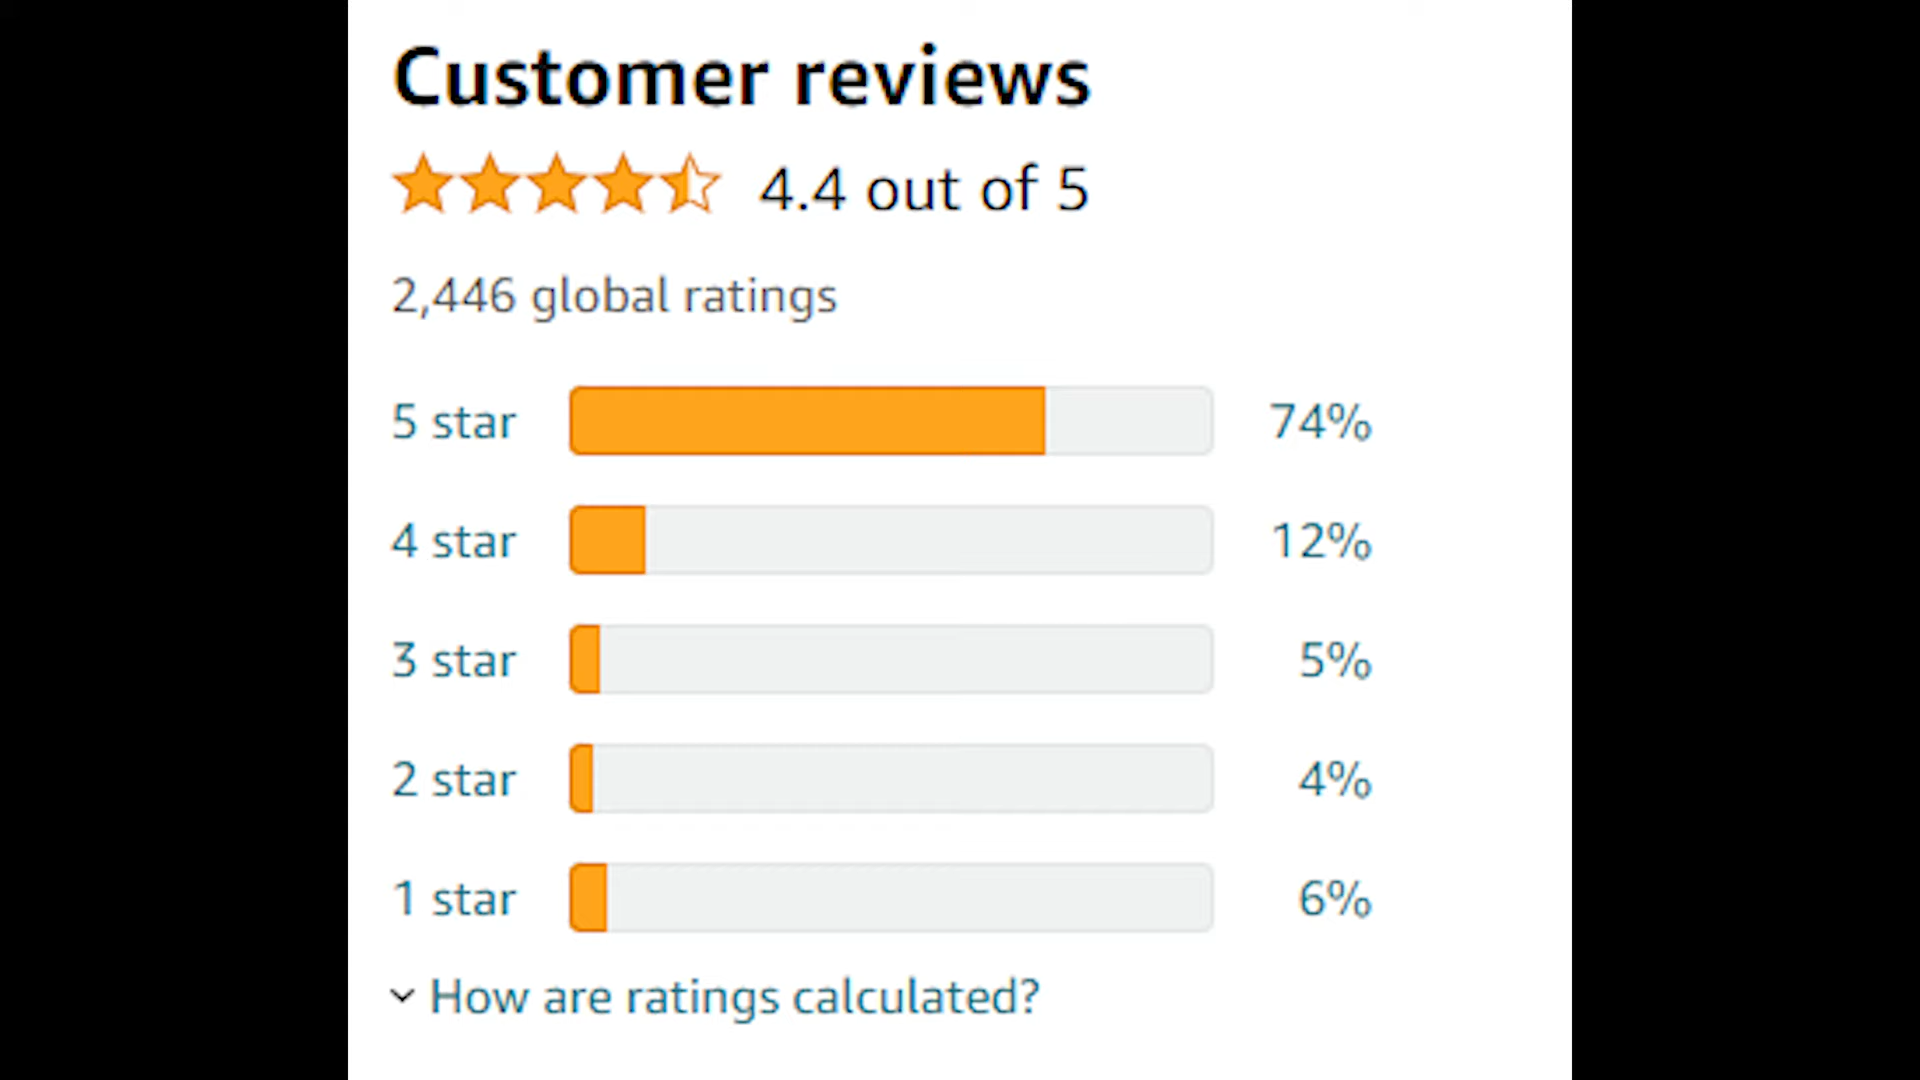 Customer reviews
4.4 out of 5
2,446 global ratings
5 star 74%
4 star 12%
3 star 5%
2 star 4%
1 star 6%
How are ratings calculated?